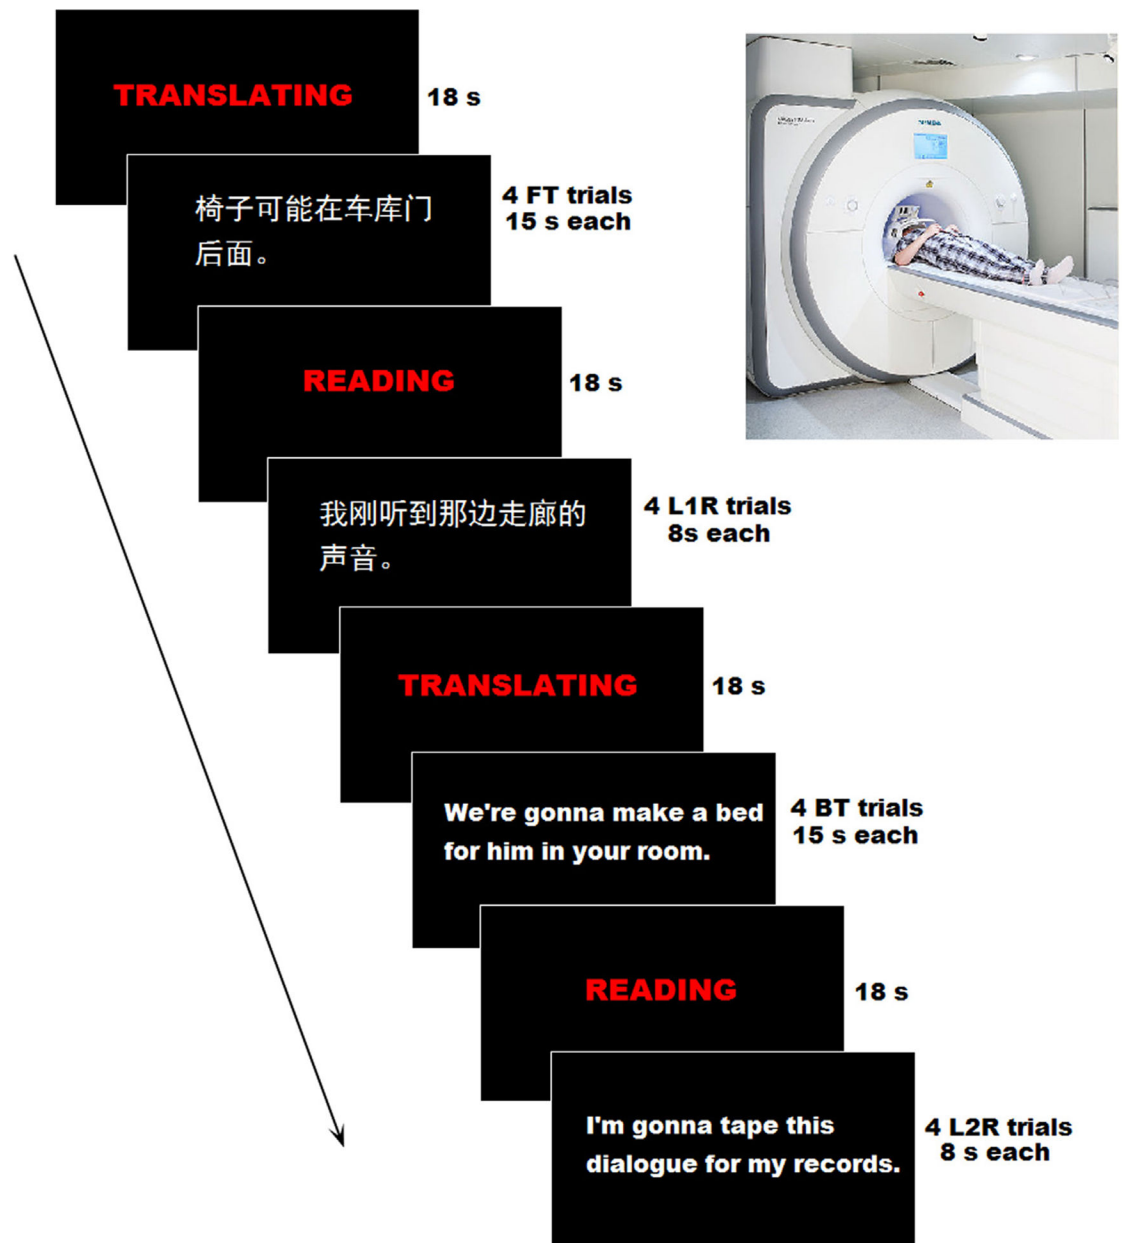 TRANSLATING
18 s
椅子可能在车库门
后面。
4 FT trials
15 s each
READING
18 s
我刚听到那边走廊的
声音。
4 L1R trials
8s each
TRANSLATING
18 s
We're gonna make a bed
for him in your room.
4 BT trials
15 s each
READING
18 s
I'm gonna tape this
dialogue for my records.
4 L2R trials
8 s each